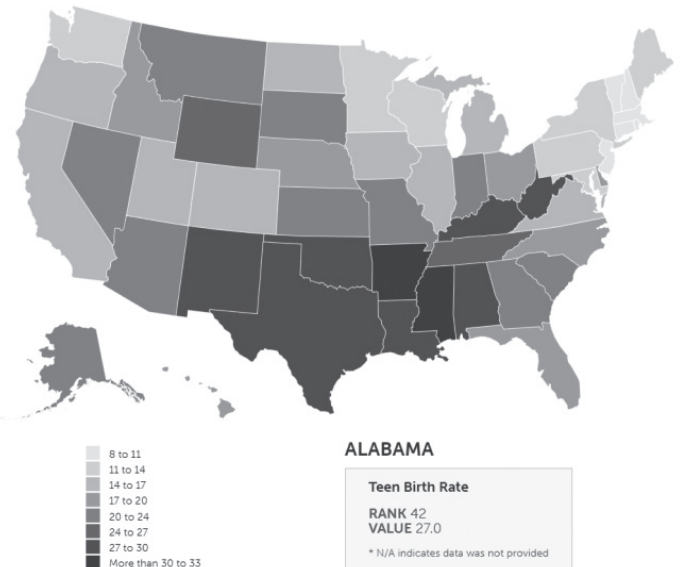 8 to 11
11 to 14
14 to 17
17 to 20
20 to 24
24 to 27
27 to 30
More than 30 to 33
ALABAMA
Teen Birth Rate
RANK 42
VALUE 27.0
* N/A indicates data was not provided